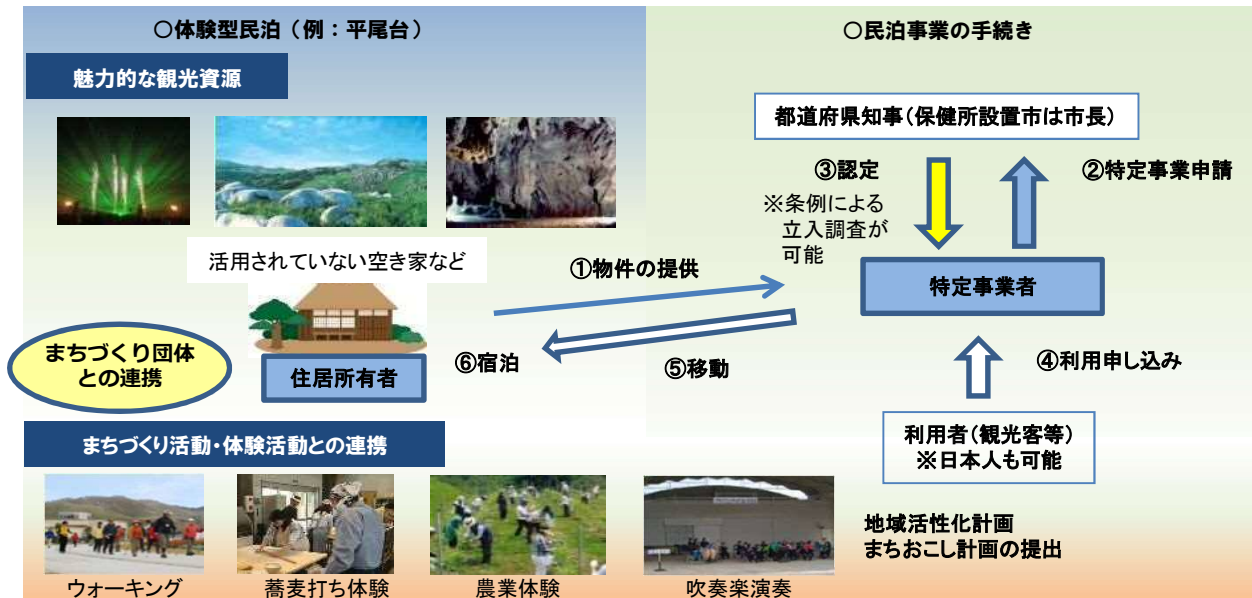 ○体験型民泊（例：平尾台）
魅力的な観光資源
活用されていない空き家など
住居所有者
まちづくり団体
との連携
まちづくり活動・体験活動との連携
ウォーキング
蕎麦打ち体験
農業体験
吹奏楽演奏
○民泊事業の手続き
都道府県知事（保健所設置市は市長）
③認定
※条例による
立入調査が
可能
②特定事業申請
①物件の提供
特定事業者
⑥宿泊
⑤移動
④利用申し込み
利用者（観光客等）
※日本人も可能
地域活性化計画
まちおこし計画の提出